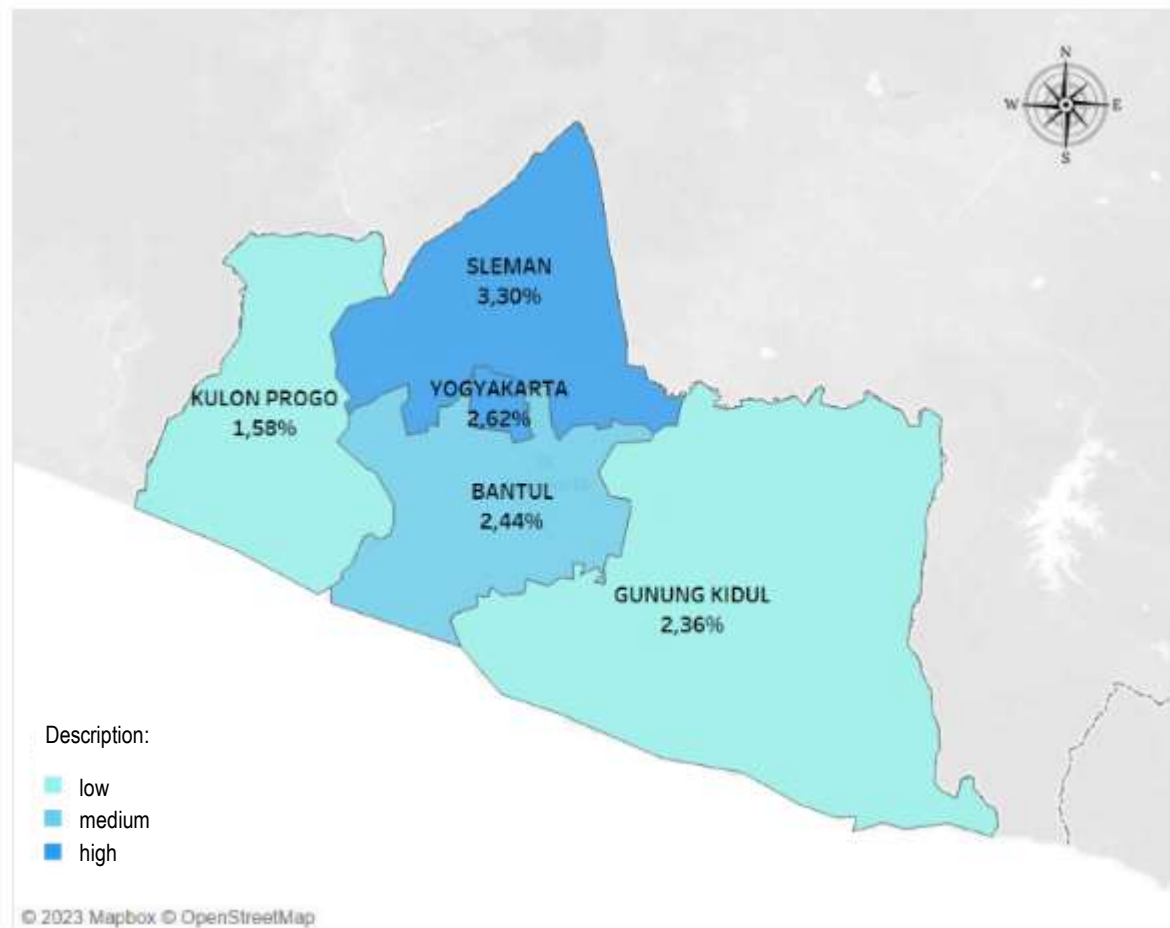 N
W
E
S
SLEMAN
3,30%
YOGYAKARTA
2,62%
KULON PROGO
1,58%
BANTUL
2,44%
GUNUNG KIDUL
2,36%
Description:
low
medium
high
© 2023 Mapbox © OpenStreetMap